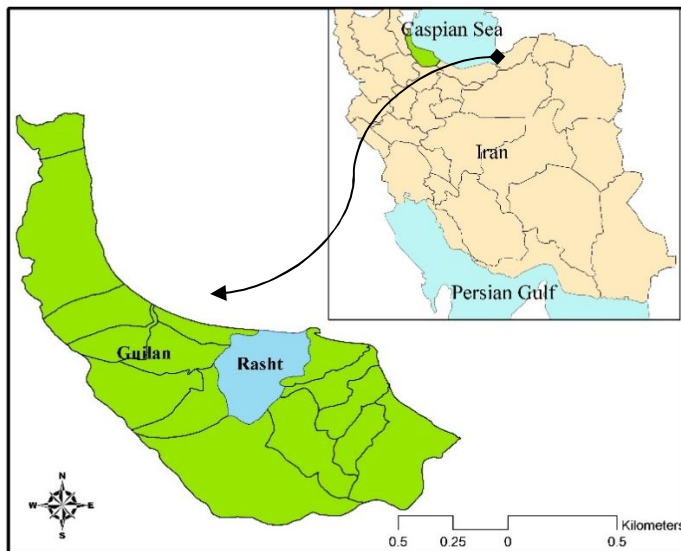 Caspian Sea
Iran
Persian Gulf
Guilan
Rasht
N
W E
S
Kilometers
0.5 0.25 0 0.5